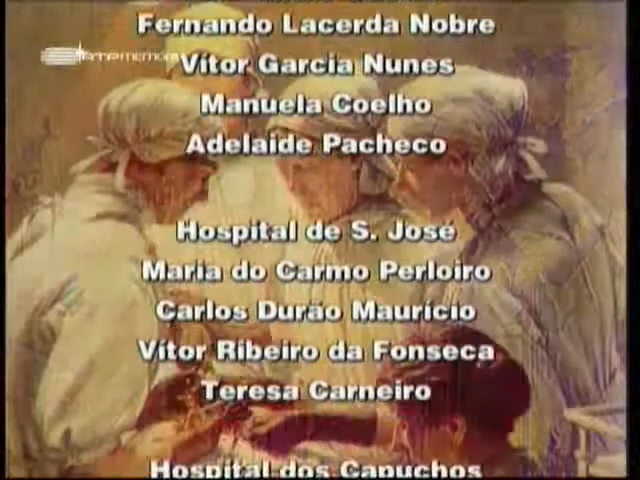 Fernando Lacerda Nobre
Vítor Garcia Nunes
Manuela Coelho
Adelaide Pacheco
Hospital de S. José
Maria do Carmo Perloiro
Carlos Durão Maurício
Vítor Ribeiro da Fonseca
Teresa Carneiro
Hospital dos Capuchos